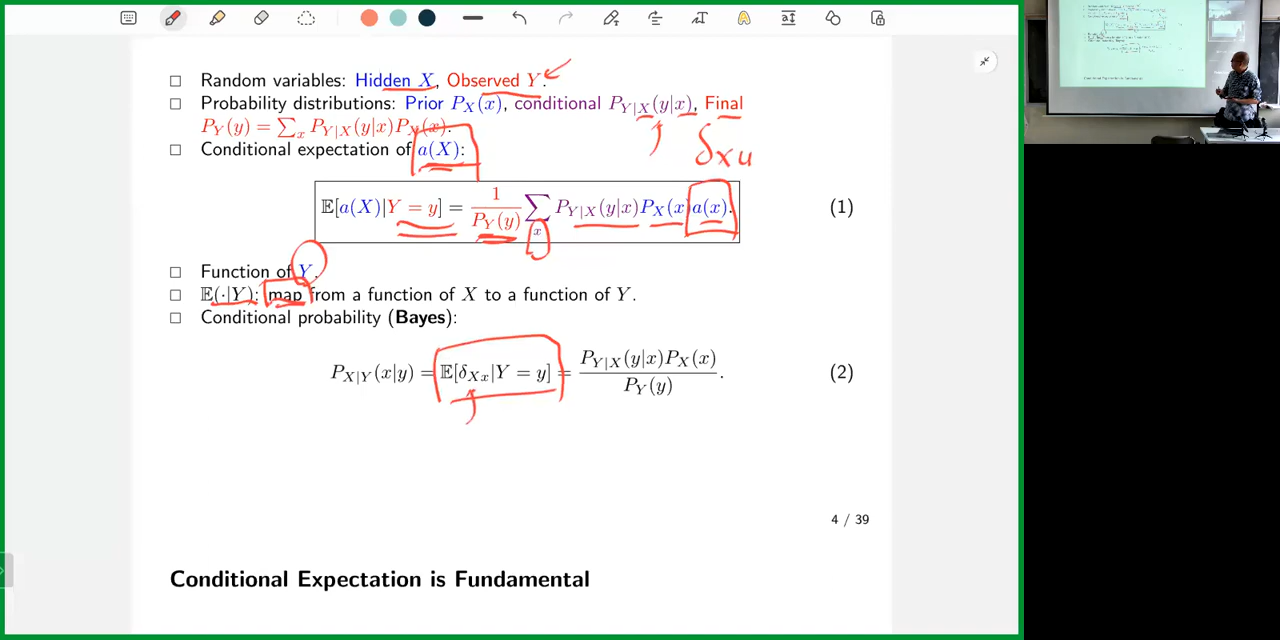 □ Random variables: Hidden X, Observed Y.
□ Probability distributions: Prior P_X(x), conditional P_{Y|X}(y|x), Final
P_Y(y) = ∑_x P_{Y|X}(y|x)P_X(x).
δxu
□ Conditional expectation of a(X):
𝔼[a(X)|Y = y] = 1/P_Y(y) ∑_x P_{Y|X}(y|x)P_X(x)a(x). (1)
□ Function of Y.
□ 𝔼(·|Y): map from a function of X to a function of Y.
□ Conditional probability (Bayes):
P_{X|Y}(x|y) = 𝔼[δ_{Xx}|Y = y] = P_{Y|X}(y|x)P_X(x) / P_Y(y). (2)
4 / 39
Conditional Expectation is Fundamental